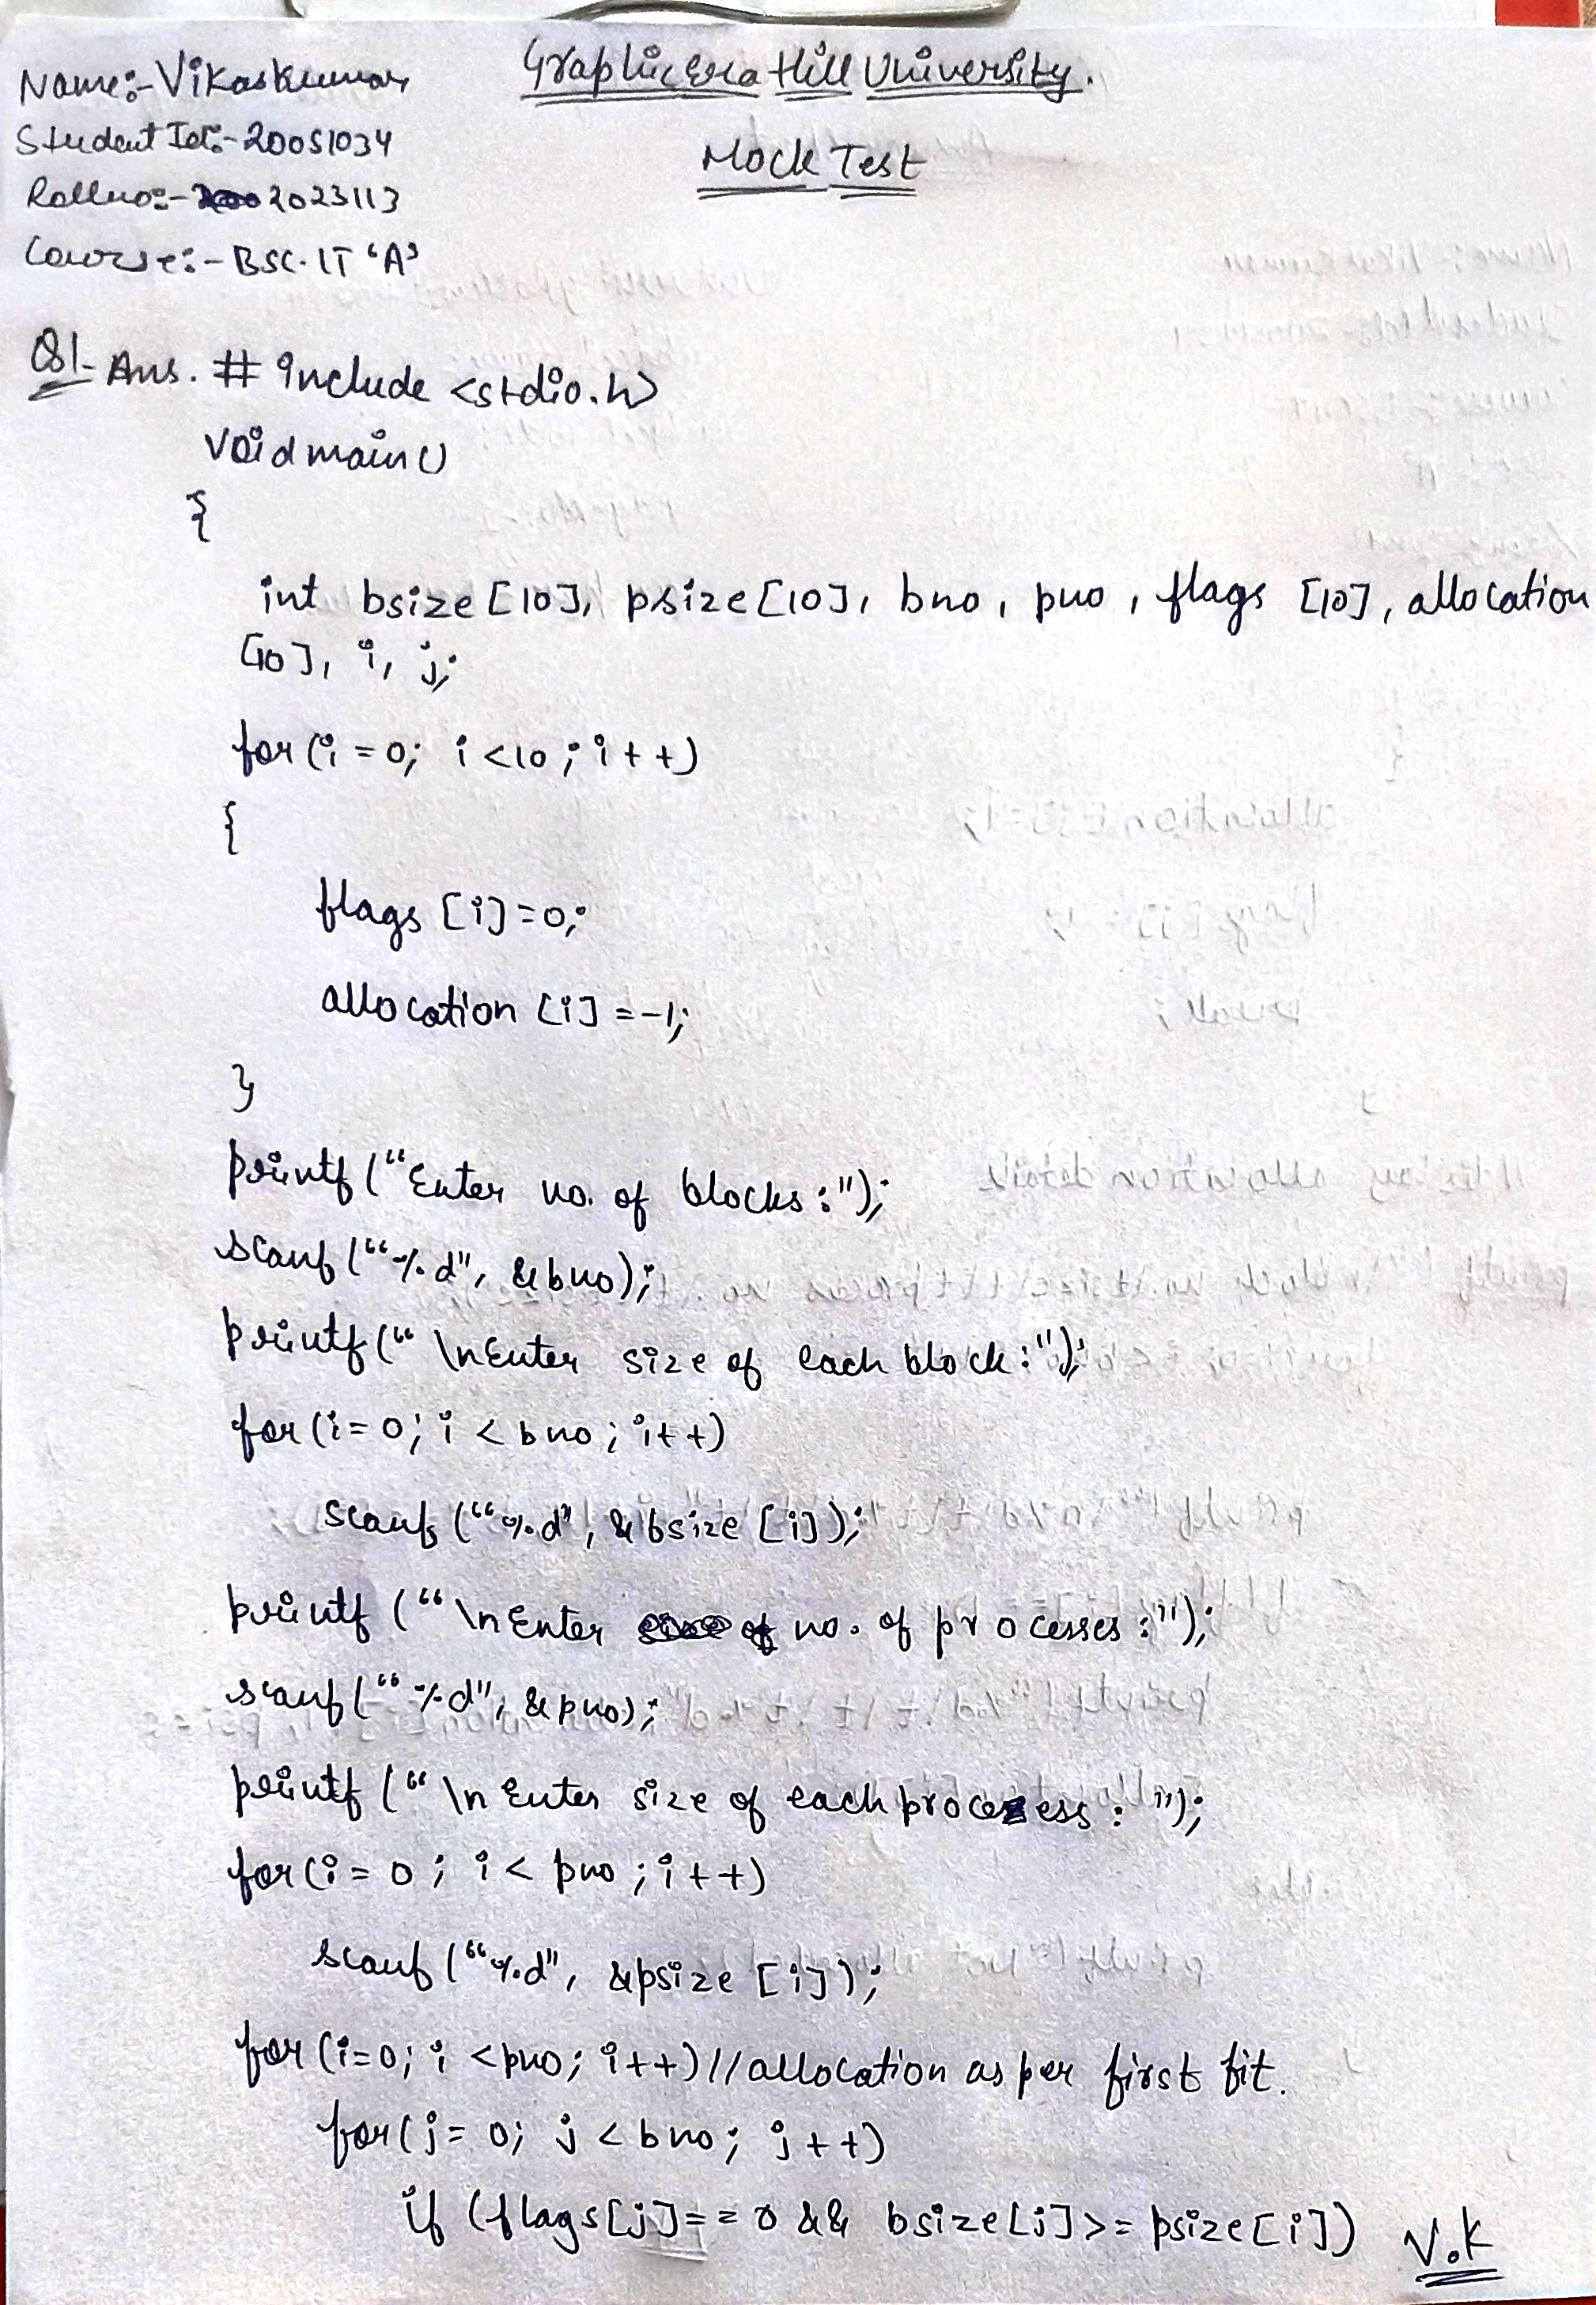 Graphic Era Hill University.
Name:- Vikas Kumar
Student Id:- 20051034
Mock Test
Rollno:- 2023113
Course:- BSC.IT 'A'
Q1- Ans. # include <stdio.h>
void main()
{
int bsize [10], psize [10], bno, pno, flags [10], allocation
[10], i, j;
for (i = 0; i <10; i++)
{
flags [i]=0;
allocation [i] = -1;
}
printf ("Enter no. of blocks :");
scanf ("%d", &bno);
printf (" \nEnter size of each block :");
for (i = 0; i < bno; i++)
scanf ("%d", &bsize [i]);
printf (" \nEnter no. of processes :");
scanf ("%d", &pno);
printf (" \n Enter size of each process : ");
for (i = 0; i < pno; i++)
scanf ("%d", &psize [i]);
for (i=0; i <pno; i++) //allocation as per first fit.
for (j= 0; j < bno; j++)
if (flags[j]== 0 && bsize[j]>= psize[i])
V.K